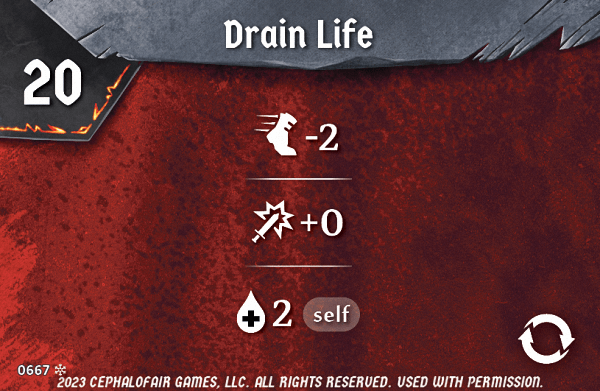 Drain Life
20
-2
+0
2 self
0667
2023 CEPHALOFAIR GAMES, LLC. ALL RIGHTS RESERVED. USED WITH PERMISSION.